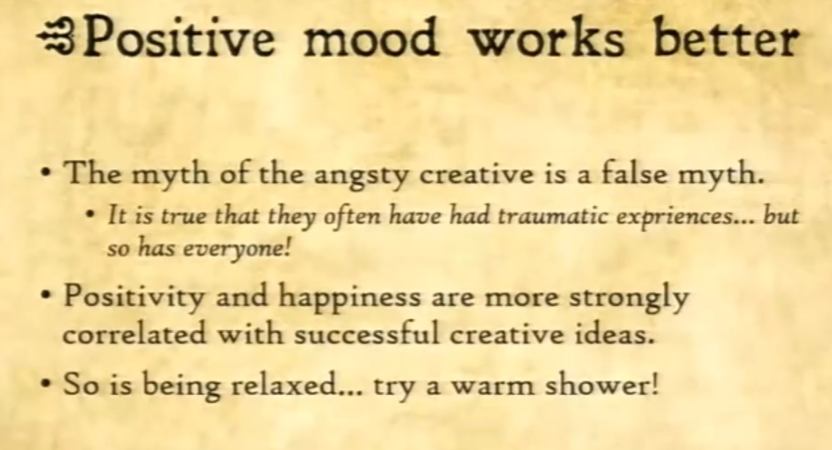 Positive mood works better
• The myth of the angsty creative is a false myth.
• It is true that they often have had traumatic expriences... but
so has everyone!
• Positivity and happiness are more strongly
correlated with successful creative ideas.
• So is being relaxed... try a warm shower!